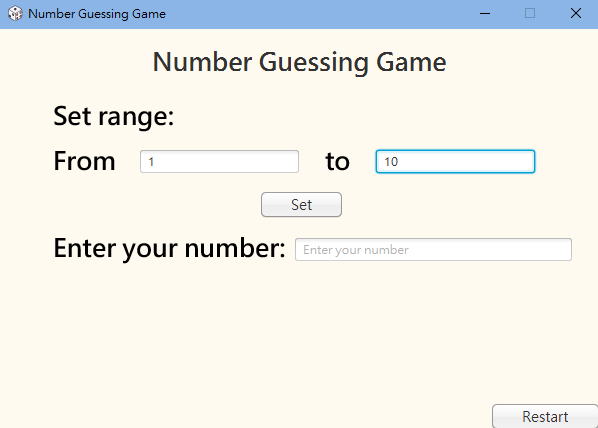 Number Guessing Game
Number Guessing Game
Set range:
From 1 to 10
Set
Enter your number: Enter your number
Restart